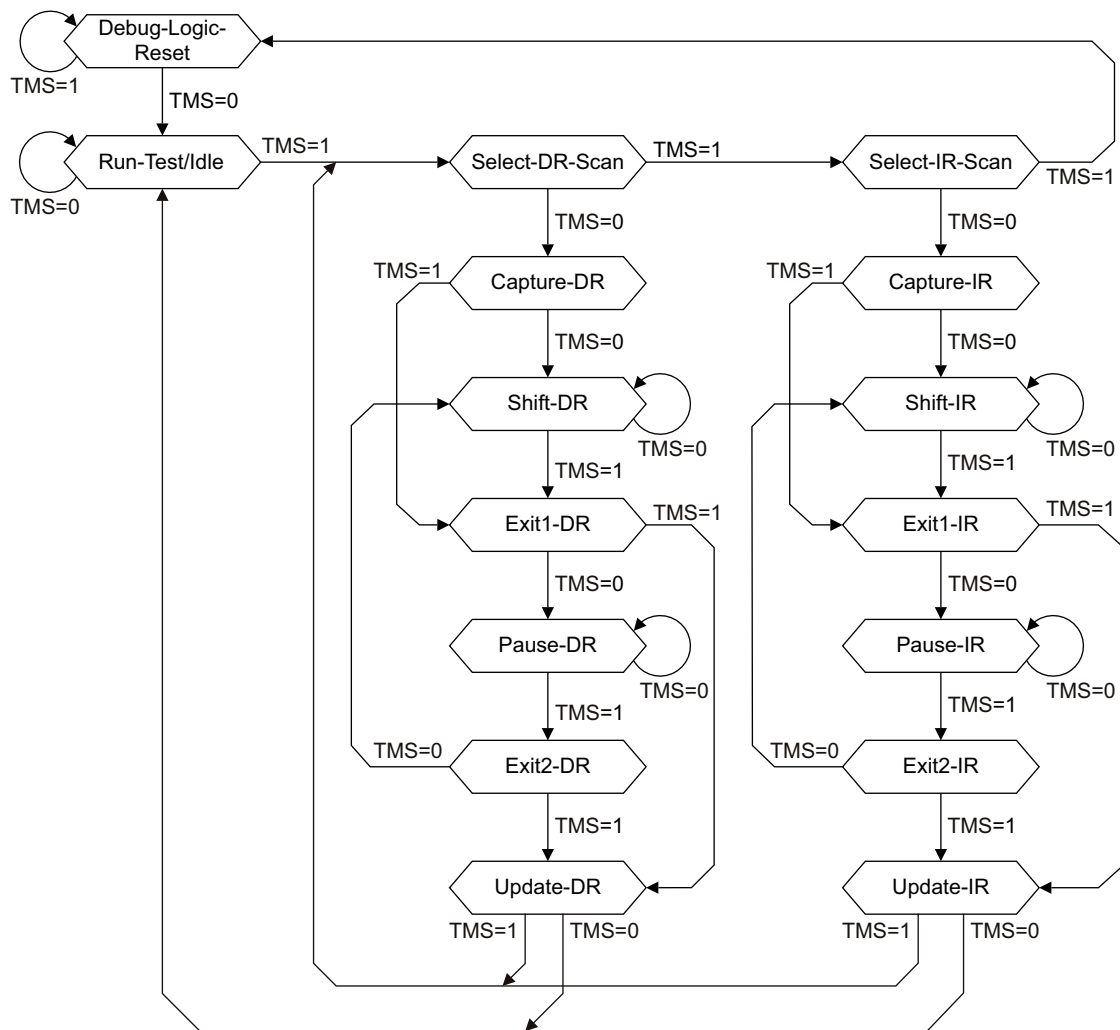 Debug-Logic-
Reset
TMS=1
TMS=0
Run-Test/Idle
TMS=1
Select-DR-Scan
TMS=1
Select-IR-Scan
TMS=1
TMS=0
TMS=0
TMS=0
TMS=1
Capture-DR
TMS=1
Capture-IR
TMS=0
TMS=0
Shift-DR
TMS=0
Shift-IR
TMS=0
TMS=1
TMS=1
Exit1-DR
TMS=1
Exit1-IR
TMS=1
TMS=0
TMS=0
Pause-DR
TMS=0
Pause-IR
TMS=0
TMS=1
TMS=1
TMS=0
Exit2-DR
TMS=0
Exit2-IR
TMS=1
TMS=1
Update-DR
Update-IR
TMS=1
TMS=0
TMS=1
TMS=0